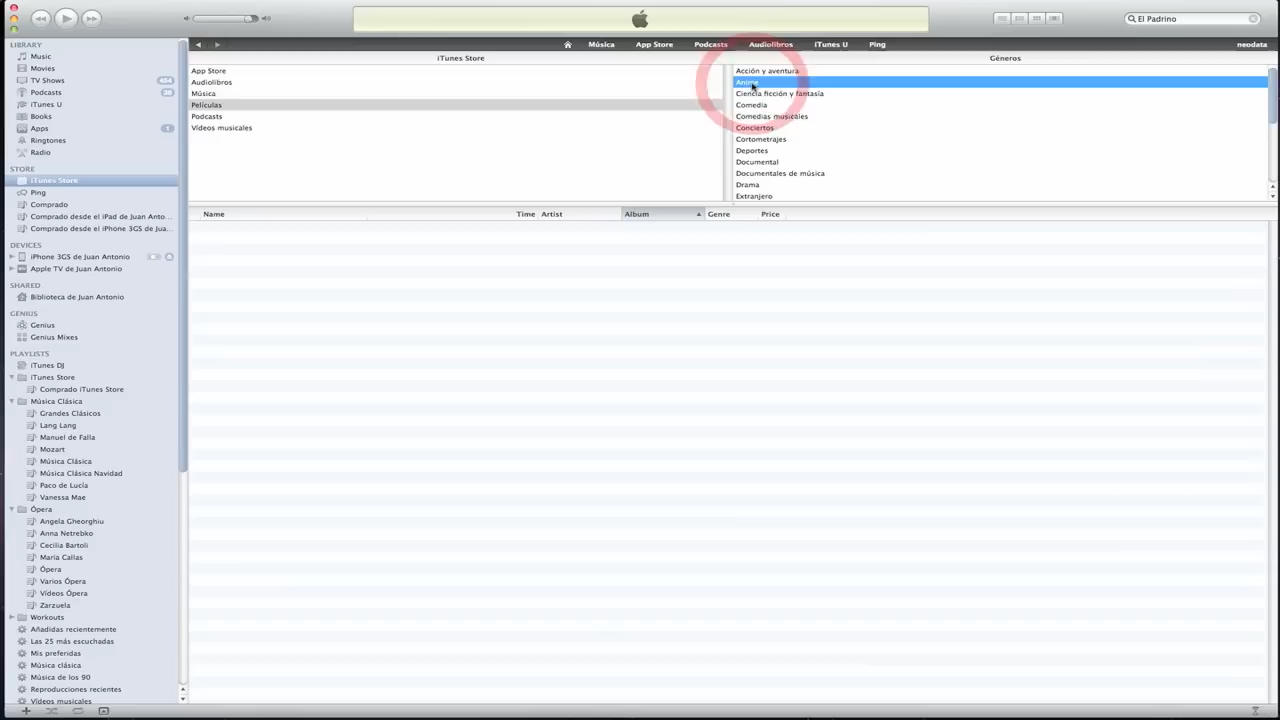 El Padrino
LIBRARY
Music
Movies
TV Shows 454
Podcasts 38
iTunes U
Books
Apps 1
Ringtones
Radio
STORE
iTunes Store
Ping
Comprado
Comprado desde el iPad de Juan Anto...
Comprado desde el iPhone 3GS de Jua...
DEVICES
iPhone 3GS de Juan Antonio
Apple TV de Juan Antonio
SHARED
Biblioteca de Juan Antonio
GENIUS
Genius
Genius Mixes
PLAYLISTS
iTunes DJ
iTunes Store
Comprado iTunes Store
Música Clásica
Grandes Clásicos
Lang Lang
Manuel de Falla
Mozart
Música Clásica
Música Clásica Navidad
Paco de Lucía
Vanessa Mae
Ópera
Angela Gheorghiu
Anna Netrebko
Cecilia Bartoli
María Callas
Ópera
Varios Ópera
Vídeos Ópera
Zarzuela
Workouts
Añadidas recientemente
Las 25 más escuchadas
Mis preferidas
Música clásica
Música de los 90
Reproducciones recientes
Vídeos musicales
Música App Store Podcasts Audiolibros iTunes U Ping neodata
iTunes Store
App Store
Audiolibros
Música
Películas
Podcasts
Vídeos musicales
Géneros
Acción y aventura
Anime
Ciencia ficción y fantasía
Comedia
Comedias musicales
Conciertos
Cortometrajes
Deportes
Documental
Documentales de música
Drama
Extranjero
Name Time Artist Album Genre Price